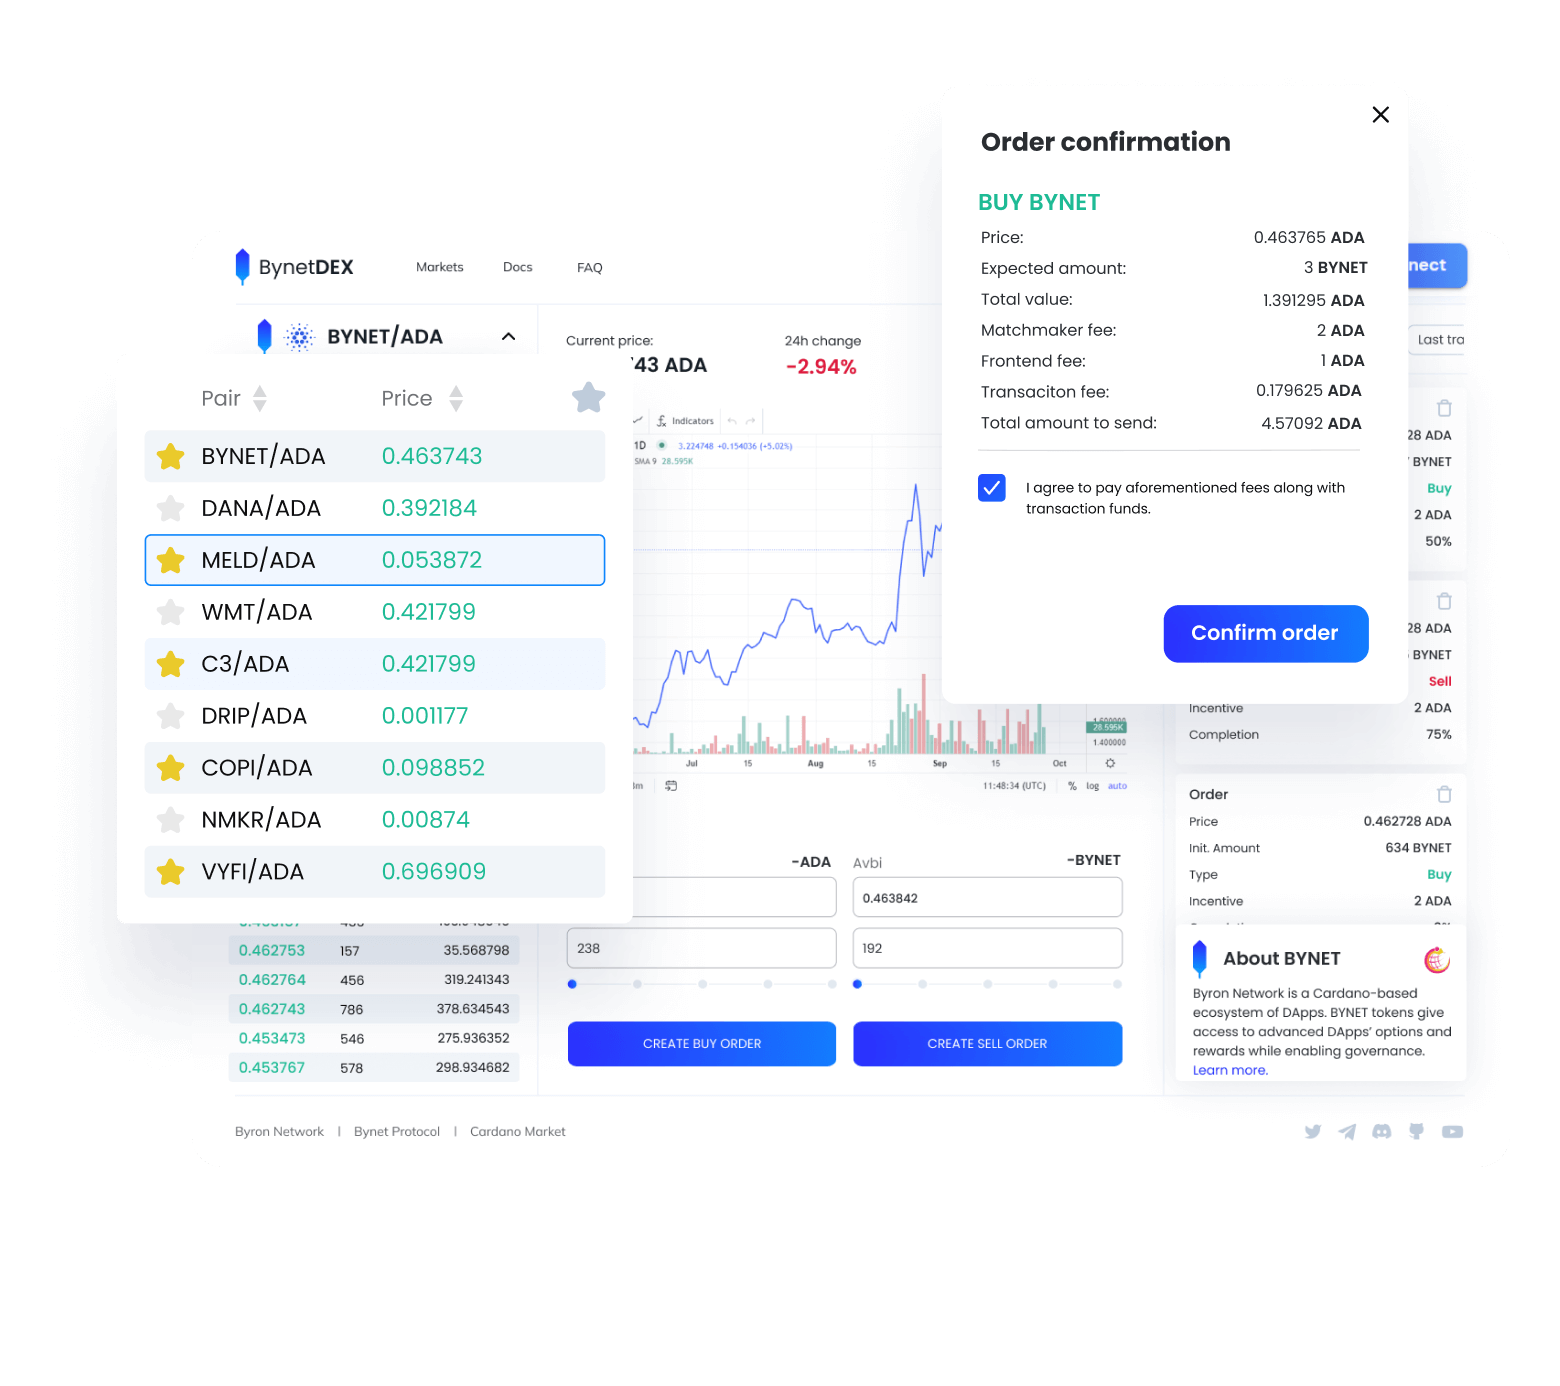 Order confirmation
BUY BYNET
Price: 0.463765 ADA
Expected amount: 3 BYNET
Total value: 1.391295 ADA
Matchmaker fee: 2 ADA
Frontend fee: 1 ADA
Transaciton fee: 0.179625 ADA
Total amount to send: 4.57092 ADA
I agree to pay aforementioned fees along with
transaction funds.
Confirm order
BynetDEX Markets Docs FAQ
BYNET/ADA
Pair Price
BYNET/ADA 0.463743
DANA/ADA 0.392184
MELD/ADA 0.053872
WMT/ADA 0.421799
C3/ADA 0.421799
DRIP/ADA 0.001177
COPI/ADA 0.098852
NMKR/ADA 0.00874
VYFI/ADA 0.696909
0.462753 157 35.568798
0.462764 456 319.241343
0.462743 786 378.634543
0.453473 546 275.936352
0.453767 578 298.934682
Current price: 24h change
43 ADA -2.94%
Indicators
1D 3.224748 +0.154036 (+5.02%)
SMA 9 28.595K
1.600000
28.595K
1.400000
Jul 15 Aug 15 Sep 15 Oct
11:48:34 (UTC) % log auto
-ADA Avbl -BYNET
0.463842
238 192
CREATE BUY ORDER CREATE SELL ORDER
nect
Last tra
28 ADA
BYNET
Buy
2 ADA
50%
28 ADA
BYNET
Sell
Incentive 2 ADA
Completion 75%
Order
Price 0.462728 ADA
Init. Amount 634 BYNET
Type Buy
Incentive 2 ADA
About BYNET
Byron Network is a Cardano-based
ecosystem of DApps. BYNET tokens give
access to advanced DApps' options and
rewards while enabling governance.
Learn more.
Byron Network | Bynet Protocol | Cardano Market